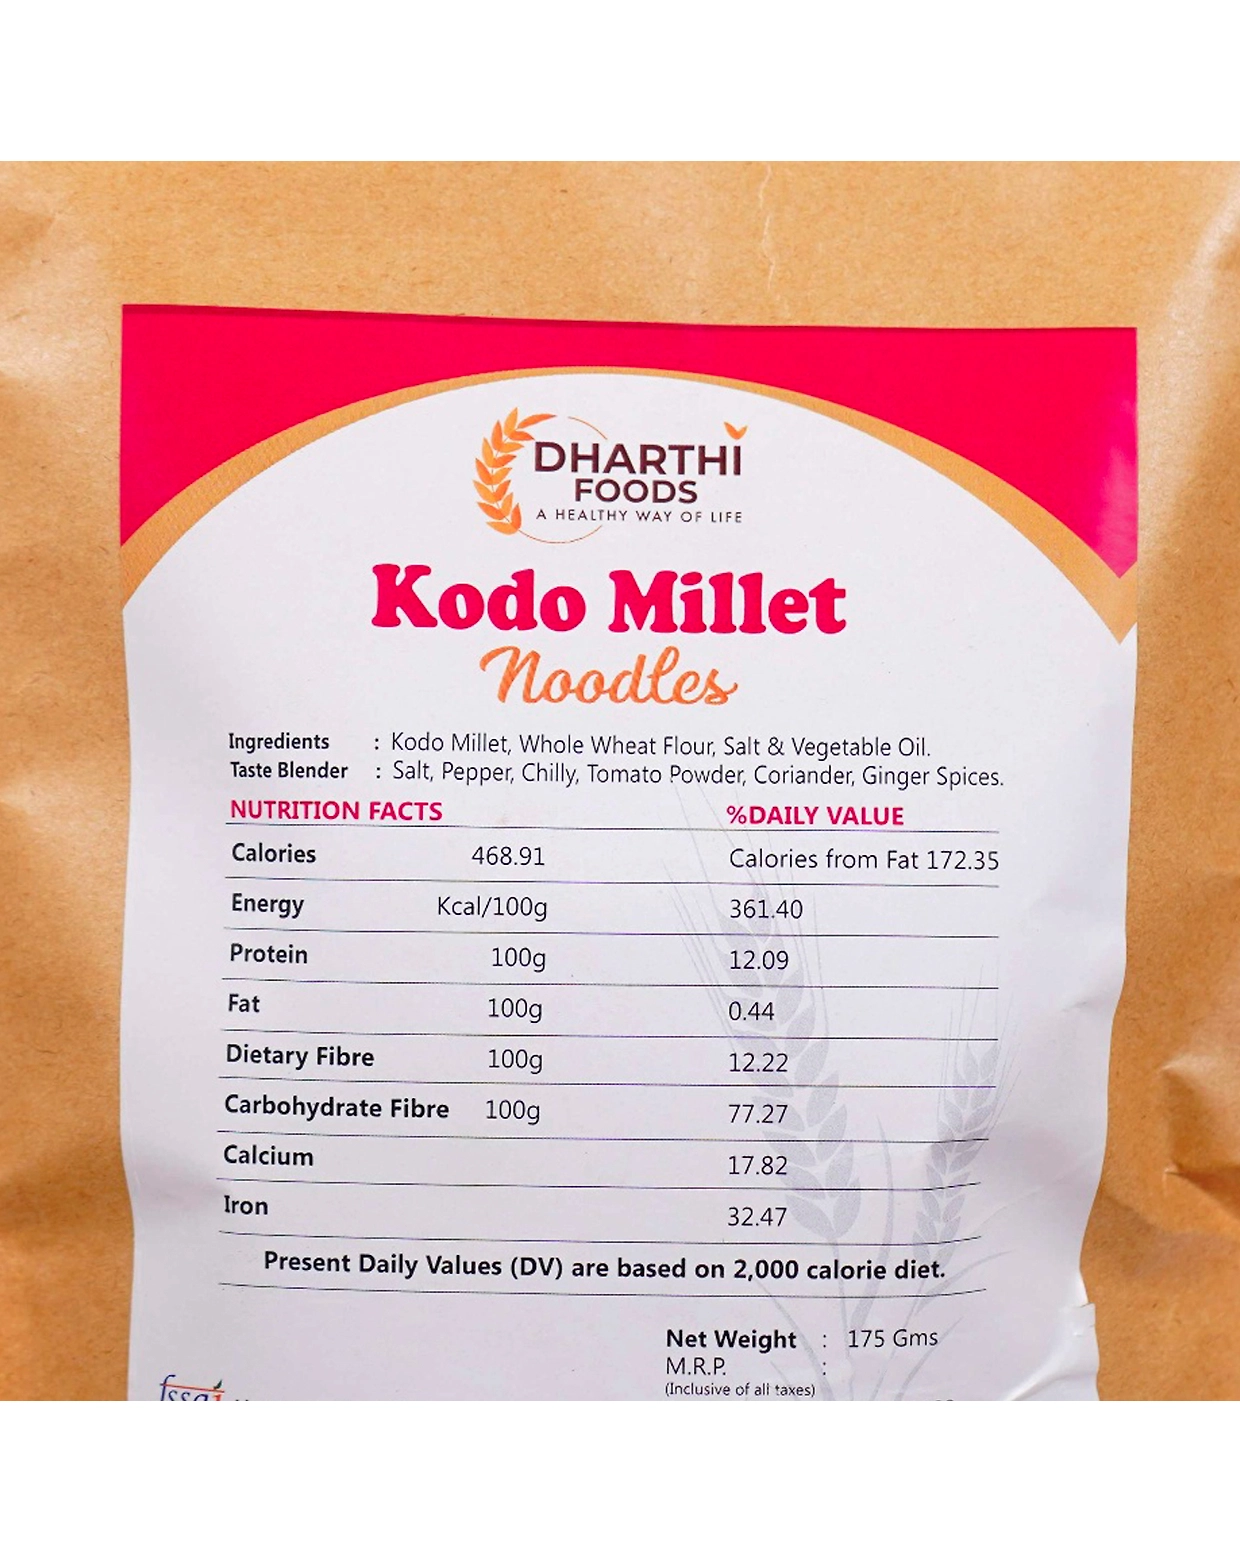 DHARTHI
FOODS
A HEALTHY WAY OF LIFE
Kodo Millet
Noodles
Ingredients : Kodo Millet, Whole Wheat Flour, Salt & Vegetable Oil.
Taste Blender : Salt, Pepper, Chilly, Tomato Powder, Coriander, Ginger Spices.
NUTRITION FACTS %DAILY VALUE
Calories 468.91 Calories from Fat 172.35
Energy Kcal/100g 361.40
Protein 100g 12.09
Fat 100g 0.44
Dietary Fibre 100g 12.22
Carbohydrate Fibre 100g 77.27
Calcium 17.82
Iron 32.47
Present Daily Values (DV) are based on 2,000 calorie diet.
Net Weight : 175 Gms
M.R.P. :
(Inclusive of all taxes)
fssai